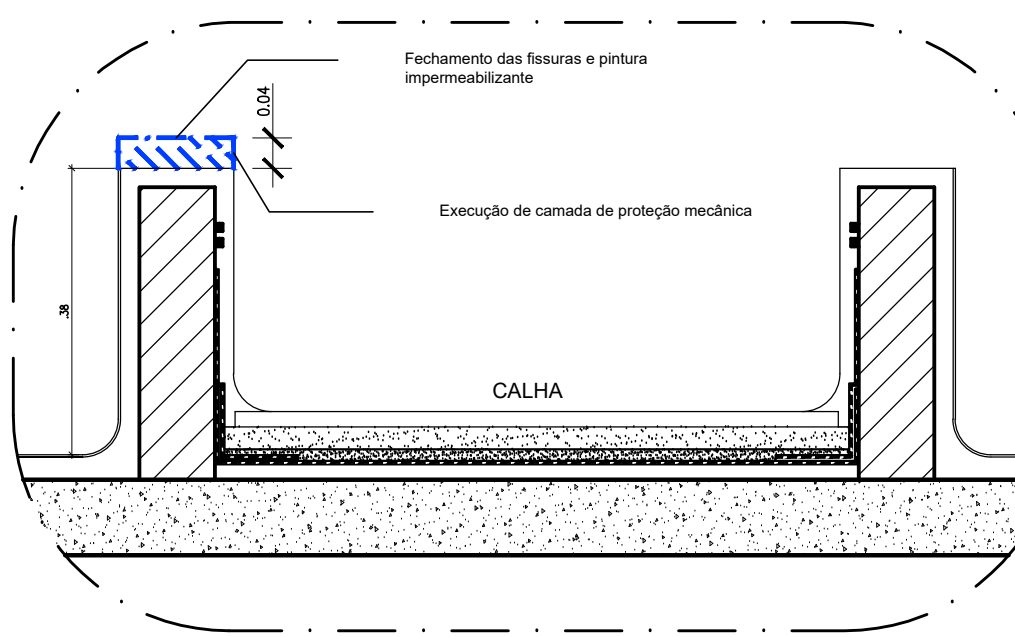 Fechamento das fissuras e pintura
impermeabilizante
0.04
Execução de camada de proteção mecânica
.38
CALHA